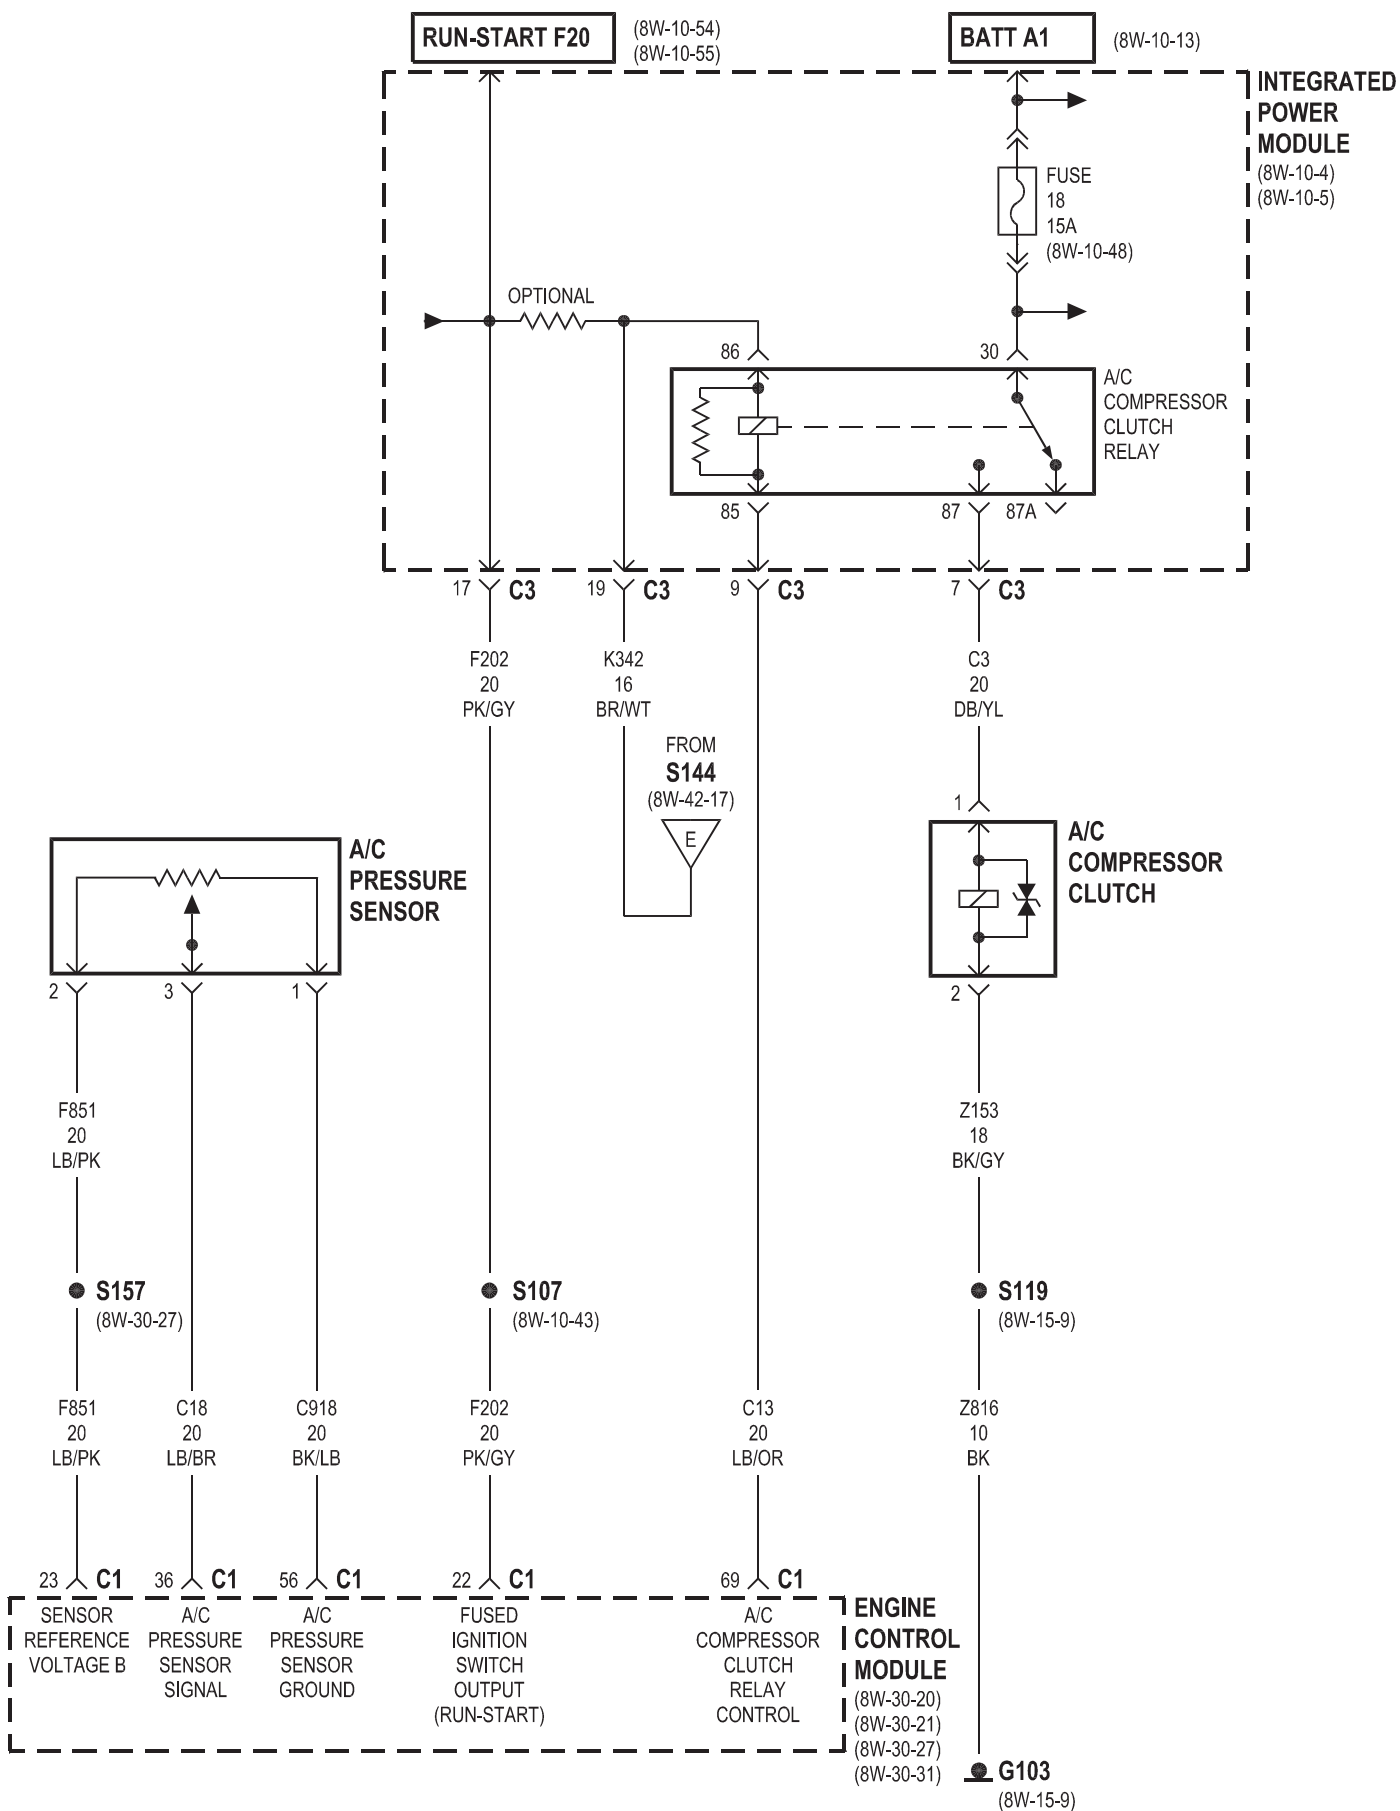 RUN-START F20
(8W-10-54)
(8W-10-55)
BATT A1
(8W-10-13)
INTEGRATED
POWER
MODULE
(8W-10-4)
(8W-10-5)
FUSE
18
15A
(8W-10-48)
OPTIONAL
86
30
A/C
COMPRESSOR
CLUTCH
RELAY
85
87
87A
17 C3
19 C3
9 C3
7 C3
F202
20
PK/GY
K342
16
BR/WT
C3
20
DB/YL
FROM
S144
(8W-42-17)
E
1
A/C
COMPRESSOR
CLUTCH
2
A/C
PRESSURE
SENSOR
2
3
1
F851
20
LB/PK
Z153
18
BK/GY
S157
(8W-30-27)
S107
(8W-10-43)
S119
(8W-15-9)
F851
20
LB/PK
C18
20
LB/BR
C918
20
BK/LB
F202
20
PK/GY
C13
20
LB/OR
Z816
10
BK
23 C1
36 C1
56 C1
22 C1
69 C1
SENSOR
REFERENCE
VOLTAGE B
A/C
PRESSURE
SENSOR
SIGNAL
A/C
PRESSURE
SENSOR
GROUND
FUSED
IGNITION
SWITCH
OUTPUT
(RUN-START)
A/C
COMPRESSOR
CLUTCH
RELAY
CONTROL
ENGINE
CONTROL
MODULE
(8W-30-20)
(8W-30-21)
(8W-30-27)
(8W-30-31)
G103
(8W-15-9)